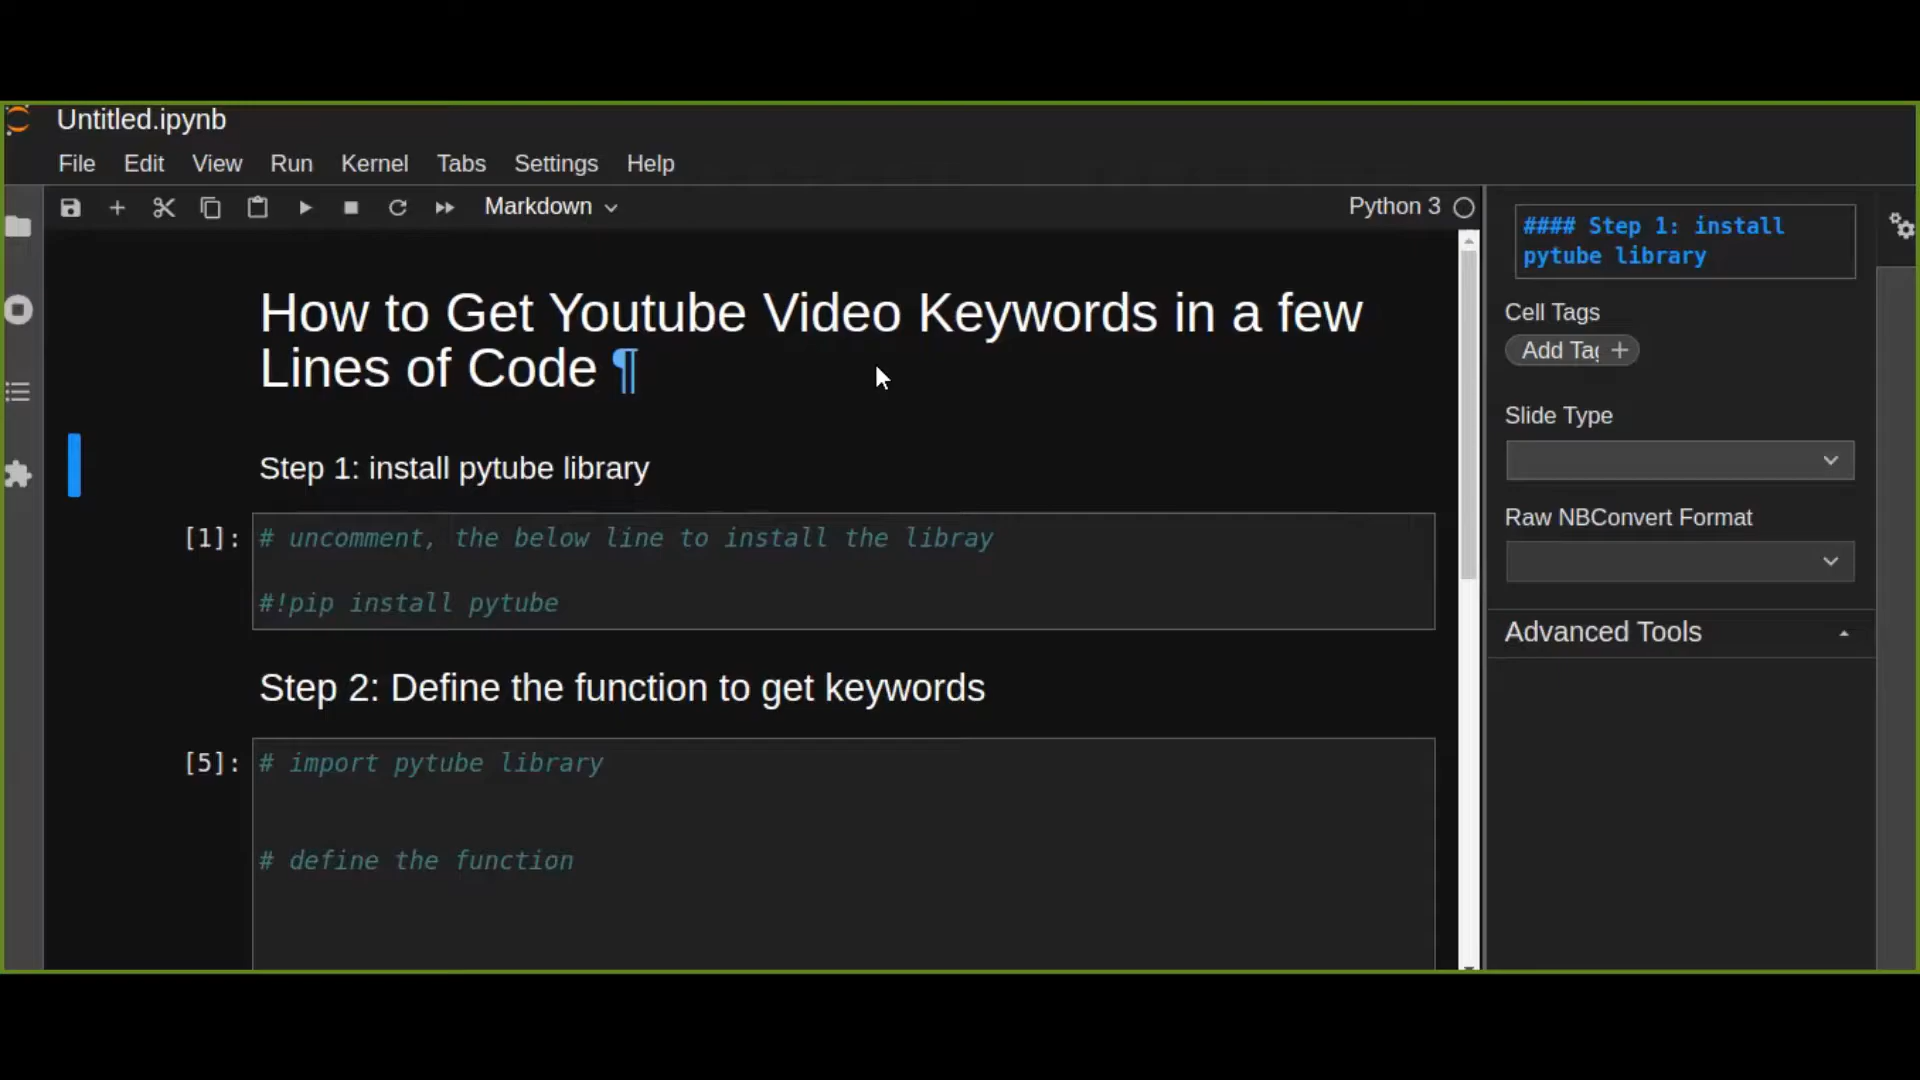 Untitled.ipynb
File Edit View Run Kernel Tabs Settings Help
Markdown
Python 3
#### Step 1: install
pytube library
Cell Tags
Add Tag +
Slide Type
Raw NBConvert Format
Advanced Tools
How to Get Youtube Video Keywords in a few
Lines of Code ¶
Step 1: install pytube library
[1]: # uncomment, the below line to install the libray
#!pip install pytube
Step 2: Define the function to get keywords
[5]: # import pytube library
# define the function